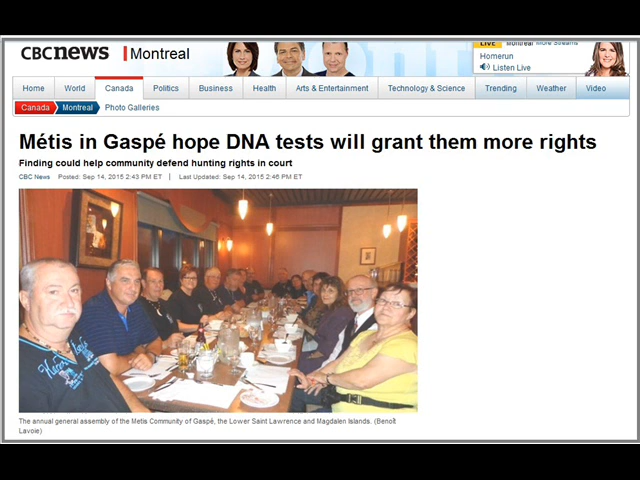 CBCnews Montreal
LIVE Montreal More Streams
Homerun
Listen Live
Home World Canada Politics Business Health Arts & Entertainment Technology & Science Trending Weather Video
Canada Montreal Photo Galleries
Métis in Gaspé hope DNA tests will grant them more rights
Finding could help community defend hunting rights in court
CBC News Posted: Sep 14, 2015 2:43 PM ET | Last Updated: Sep 14, 2015 2:46 PM ET
The annual general assembly of the Metis Community of Gaspé, the Lower Saint Lawrence and Magdalen Islands. (Benoît
Lavoie)